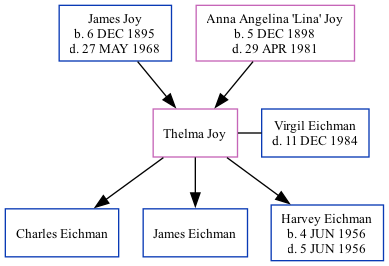 James Joy
b. 6 DEC 1895
d. 27 MAY 1968
Anna Angelina 'Lina' Joy
b. 5 DEC 1898
d. 29 APR 1981
Thelma Joy
Virgil Eichman
d. 11 DEC 1984
Charles Eichman
James Eichman
Harvey Eichman
b. 4 JUN 1956
d. 5 JUN 1956